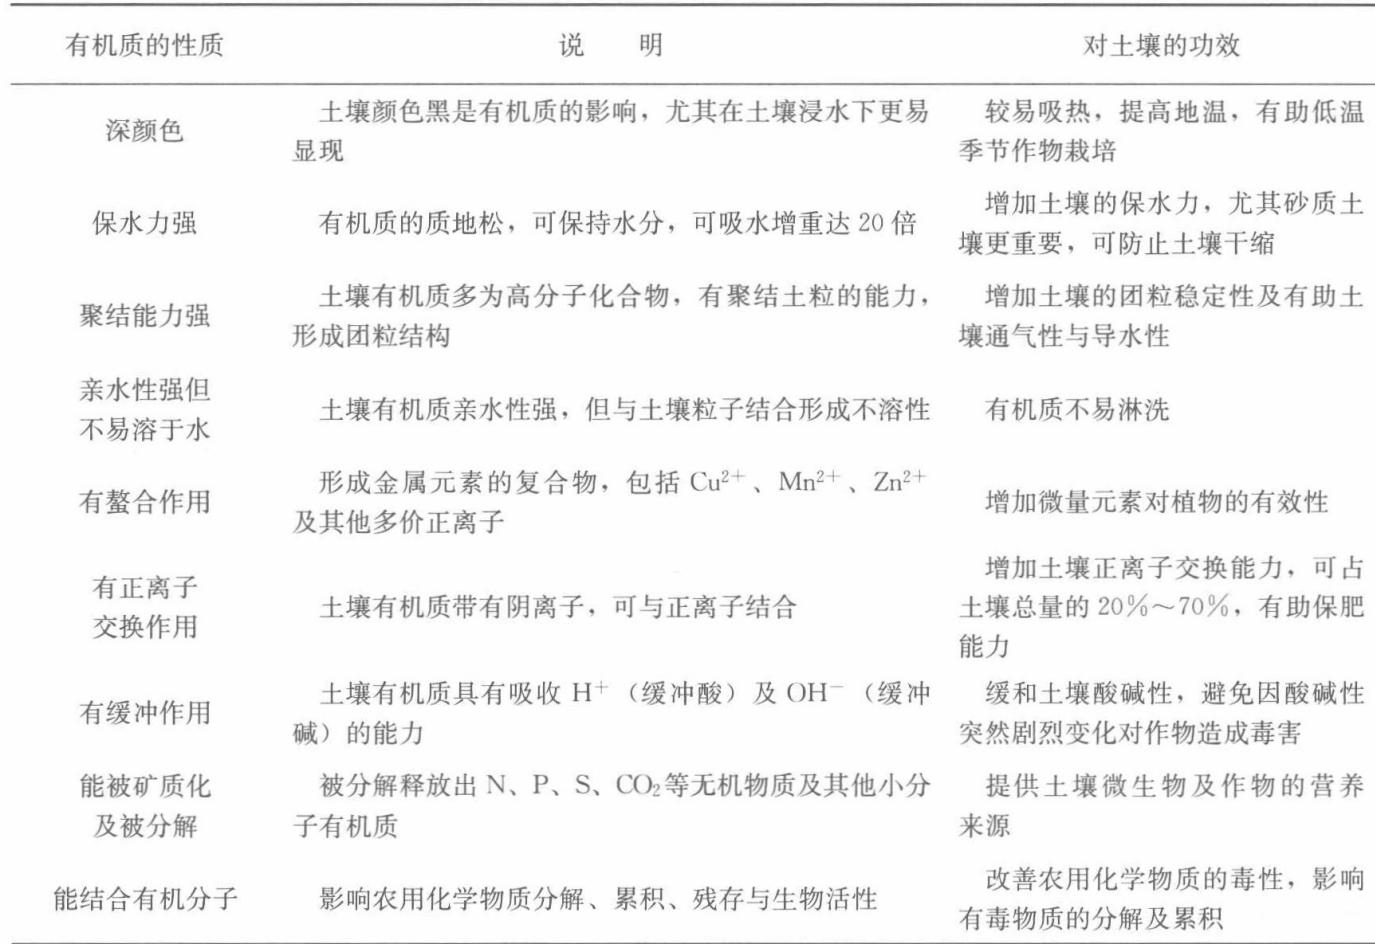 有机质的性质 说 明 对土壤的功效
深颜色
土壤颜色黑是有机质的影响，尤其在土壤浸水下更易
显现
较易吸热，提高地温，有助低温
季节作物栽培
保水力强
有机质的质地松，可保持水分，可吸水增重达 20 倍
增加土壤的保水力，尤其砂质土
壤更重要，可防止土壤干缩
聚结能力强
土壤有机质多为高分子化合物，有聚结土粒的能力，
形成团粒结构
增加土壤的团粒稳定性及有助土
壤通气性与导水性
亲水性强但
不易溶于水
土壤有机质亲水性强，但与土壤粒子结合形成不溶性
有机质不易淋洗
有螯合作用
形成金属元素的复合物，包括 Cu²⁺、Mn²⁺、Zn²⁺
及其他多价正离子
增加微量元素对植物的有效性
有正离子
交换作用
土壤有机质带有阴离子，可与正离子结合
增加土壤正离子交换能力，可占
土壤总量的 20％～70％，有助保肥
能力
有缓冲作用
土壤有机质具有吸收 H⁺（缓冲酸）及 OH⁻（缓冲
碱）的能力
缓和土壤酸碱性，避免因酸碱性
突然剧烈变化对作物造成毒害
能被矿质化
及被分解
被分解释放出 N、P、S、CO₂等无机物质及其他小分
子有机质
提供土壤微生物及作物的营养
来源
能结合有机分子
影响农用化学物质分解、累积、残存与生物活性
改善农用化学物质的毒性，影响
有毒物质的分解及累积